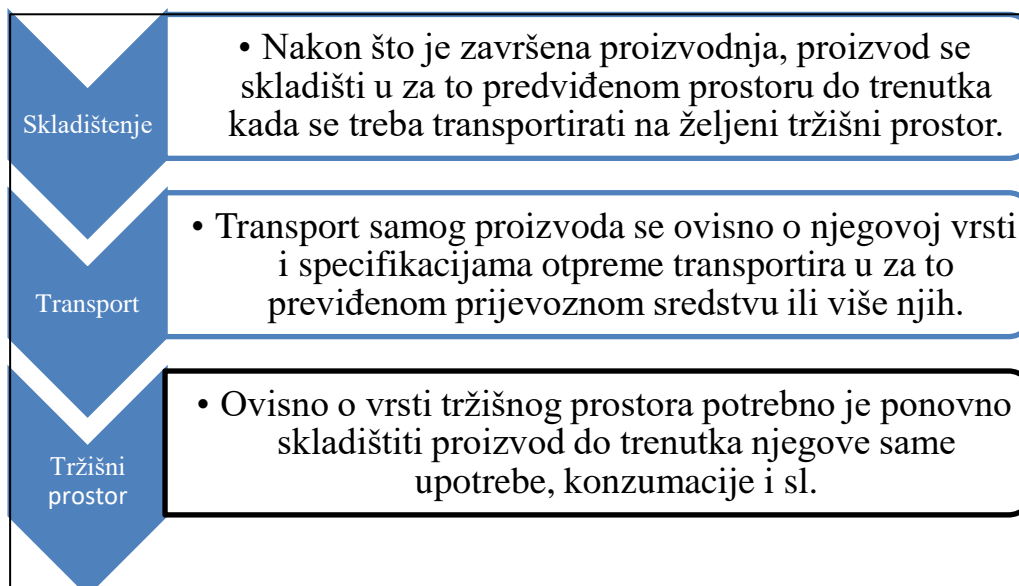 Skladištenje
• Nakon što je završena proizvodnja, proizvod se
skladišti u za to predviđenom prostoru do trenutka
kada se treba transportirati na željeni tržišni prostor.
Transport
• Transport samog proizvoda se ovisno o njegovoj vrsti
i specifikacijama otpreme transportira u za to
previđenom prijevoznom sredstvu ili više njih.
Tržišni
prostor
• Ovisno o vrsti tržišnog prostora potrebno je ponovno
skladištiti proizvod do trenutka njegove same
upotrebe, konzumacije i sl.